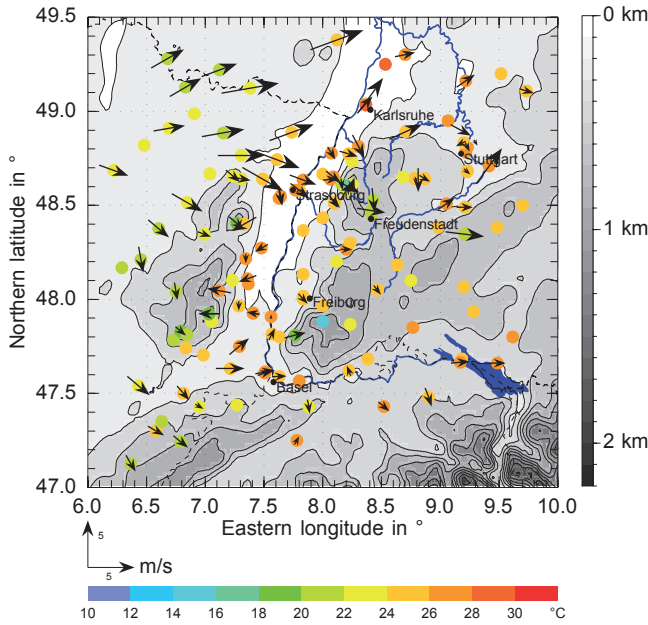 49.5
49.0
48.5
48.0
47.5
47.0
Northern latitude in °
Karlsruhe
Stuttgart
Strasbourg
Freudenstadt
Freiburg
Basel
0 km
1 km
2 km
6.0 6.5 7.0 7.5 8.0 8.5 9.0 9.5 10.0
Eastern longitude in °
5
5 m/s
10 12 14 16 18 20 22 24 26 28 30 °C